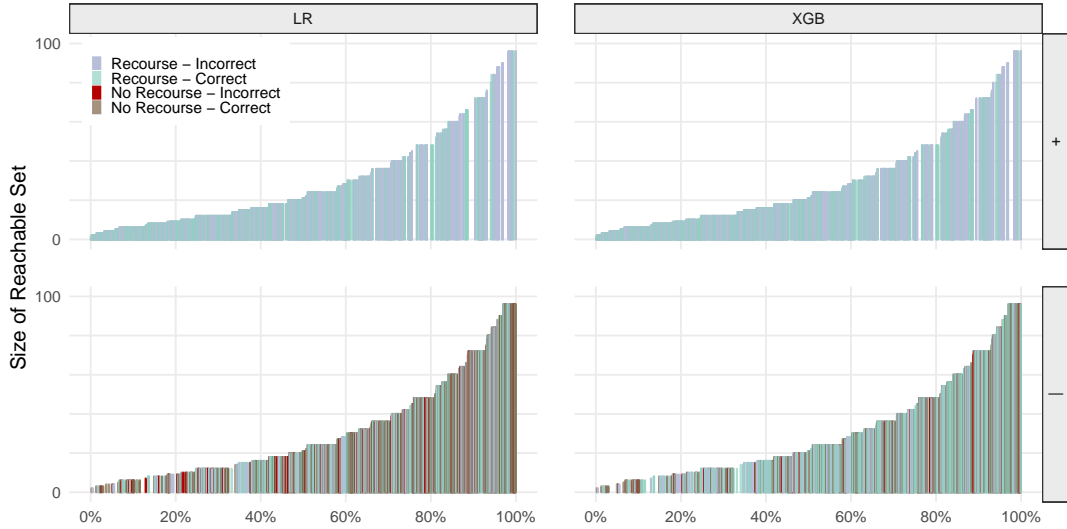 LR
XGB
100
Recourse – Incorrect
Recourse – Correct
No Recourse – Incorrect
No Recourse – Correct
+
0
Size of Reachable Set
100
—
0
0%
20%
40%
60%
80%
100%
0%
20%
40%
60%
80%
100%